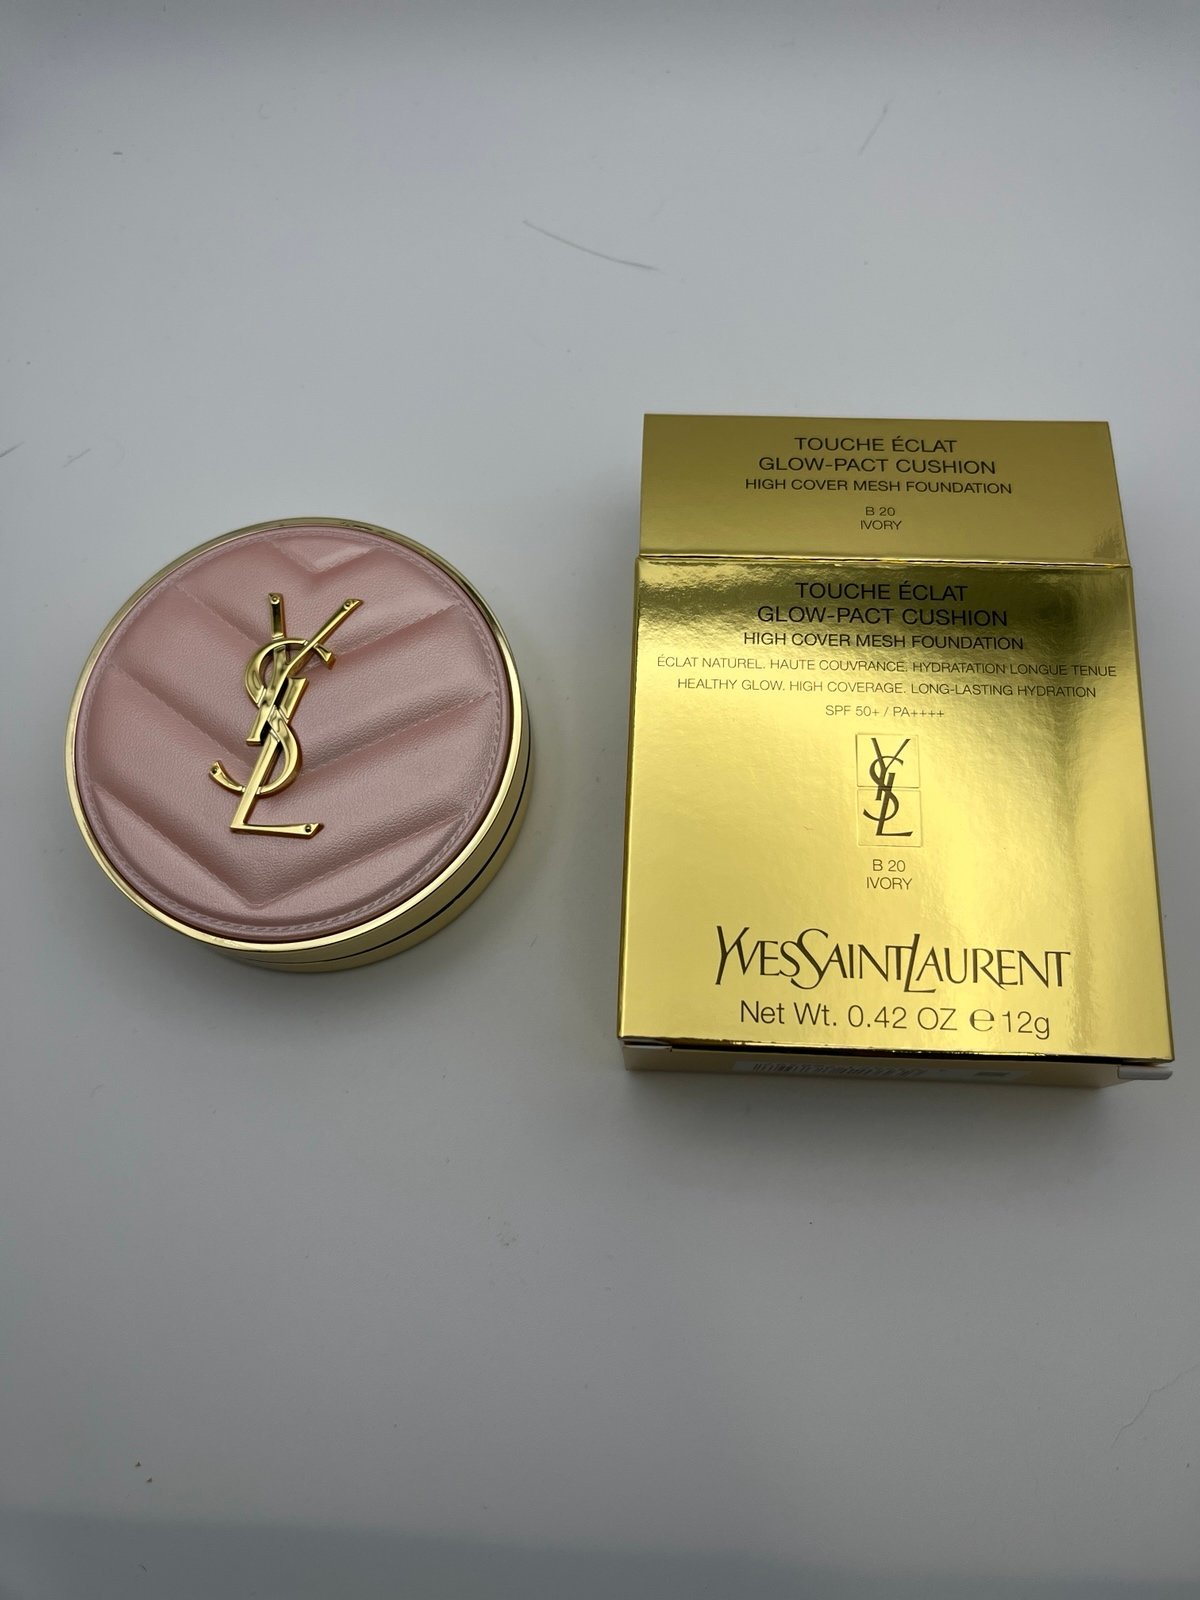 YSL
TOUCHE ÉCLAT
GLOW-PACT CUSHION
HIGH COVER MESH FOUNDATION
B 20
IVORY
TOUCHE ÉCLAT
GLOW-PACT CUSHION
HIGH COVER MESH FOUNDATION
ÉCLAT NATUREL. HAUTE COUVRANCE. HYDRATATION LONGUE TENUE
HEALTHY GLOW. HIGH COVERAGE. LONG-LASTING HYDRATION
SPF 50+ / PA++++
YSL
B 20
IVORY
YVESSAINTLAURENT
Net Wt. 0.42 OZ ℮ 12g